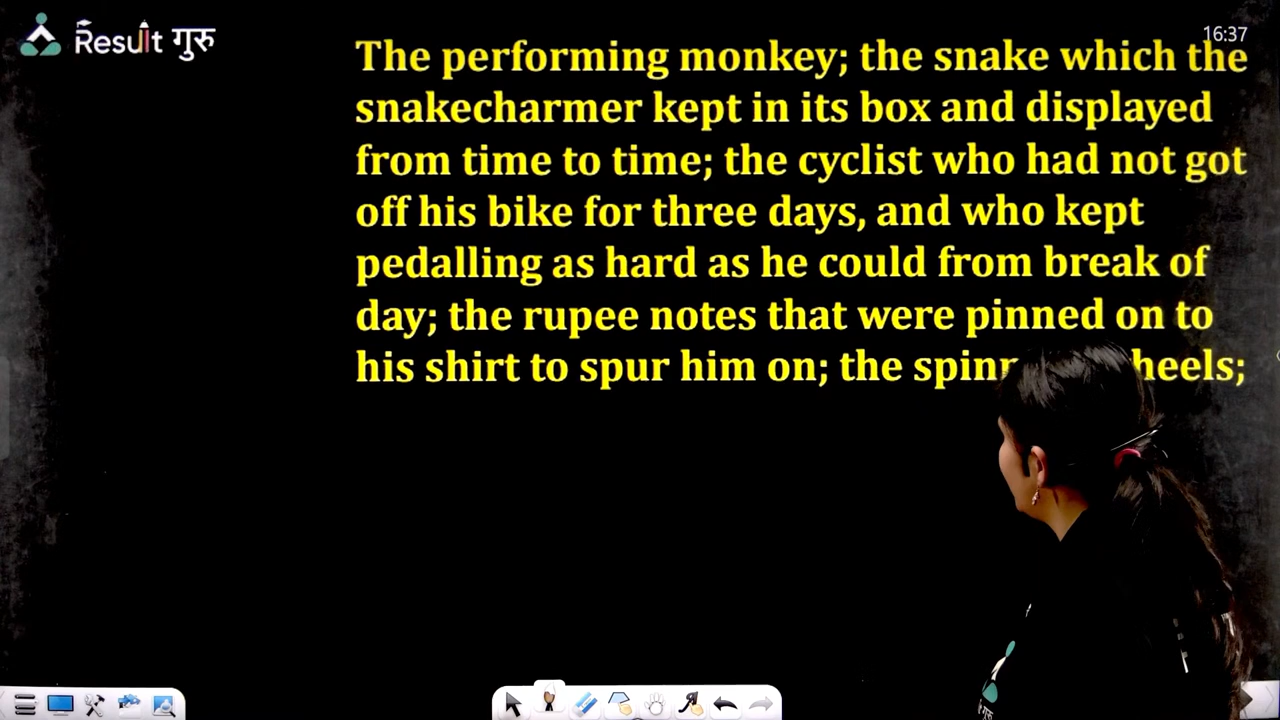 Result गुरु
16:37
The performing monkey; the snake which the
snakecharmer kept in its box and displayed
from time to time; the cyclist who had not got
off his bike for three days, and who kept
pedalling as hard as he could from break of
day; the rupee notes that were pinned on to
his shirt to spur him on; the